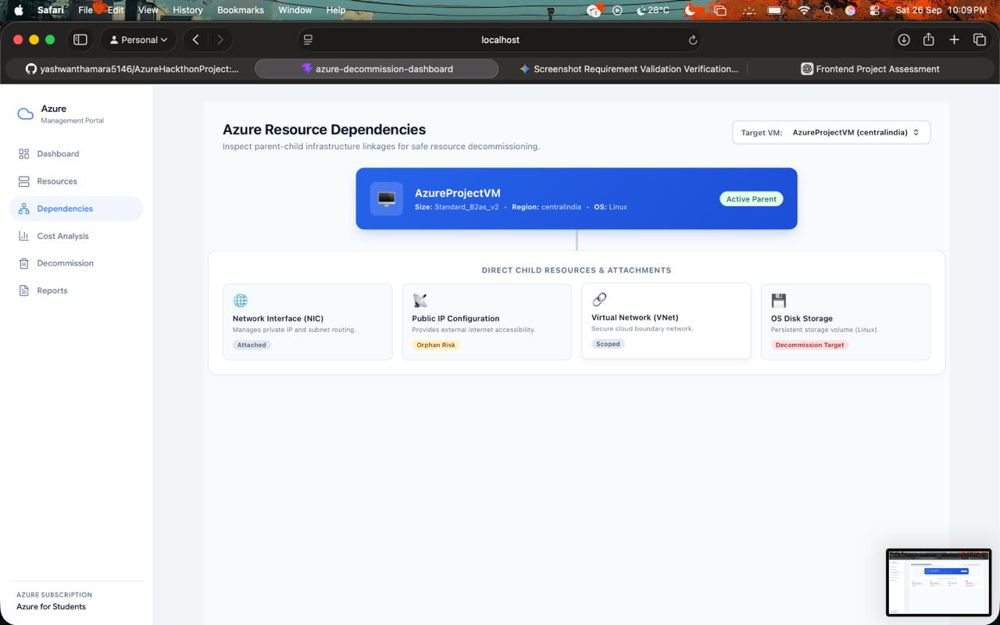 Safari File Edit View History Bookmarks Window Help 1 28°C Sat 26 Sep 10:09 PM
Personal localhost
yashwanthamara5146/AzureHackthonProject:... azure-decommission-dashboard Screenshot Requirement Validation Verification... Frontend Project Assessment
Azure
Management Portal
Dashboard
Resources
Dependencies
Cost Analysis
Decommission
Reports
AZURE SUBSCRIPTION
Azure for Students
Azure Resource Dependencies
Inspect parent-child infrastructure linkages for safe resource decommissioning.
Target VM: AzureProjectVM (centralindia)
AzureProjectVM
Size: Standard_B2as_v2 • Region: centralindia • OS: Linux
Active Parent
DIRECT CHILD RESOURCES & ATTACHMENTS
Network Interface (NIC)
Manages private IP and subnet routing.
Attached
Public IP Configuration
Provides external internet accessibility.
Orphan Risk
Virtual Network (VNet)
Secure cloud boundary network.
Scoped
OS Disk Storage
Persistent storage volume (Linux).
Decommission Target